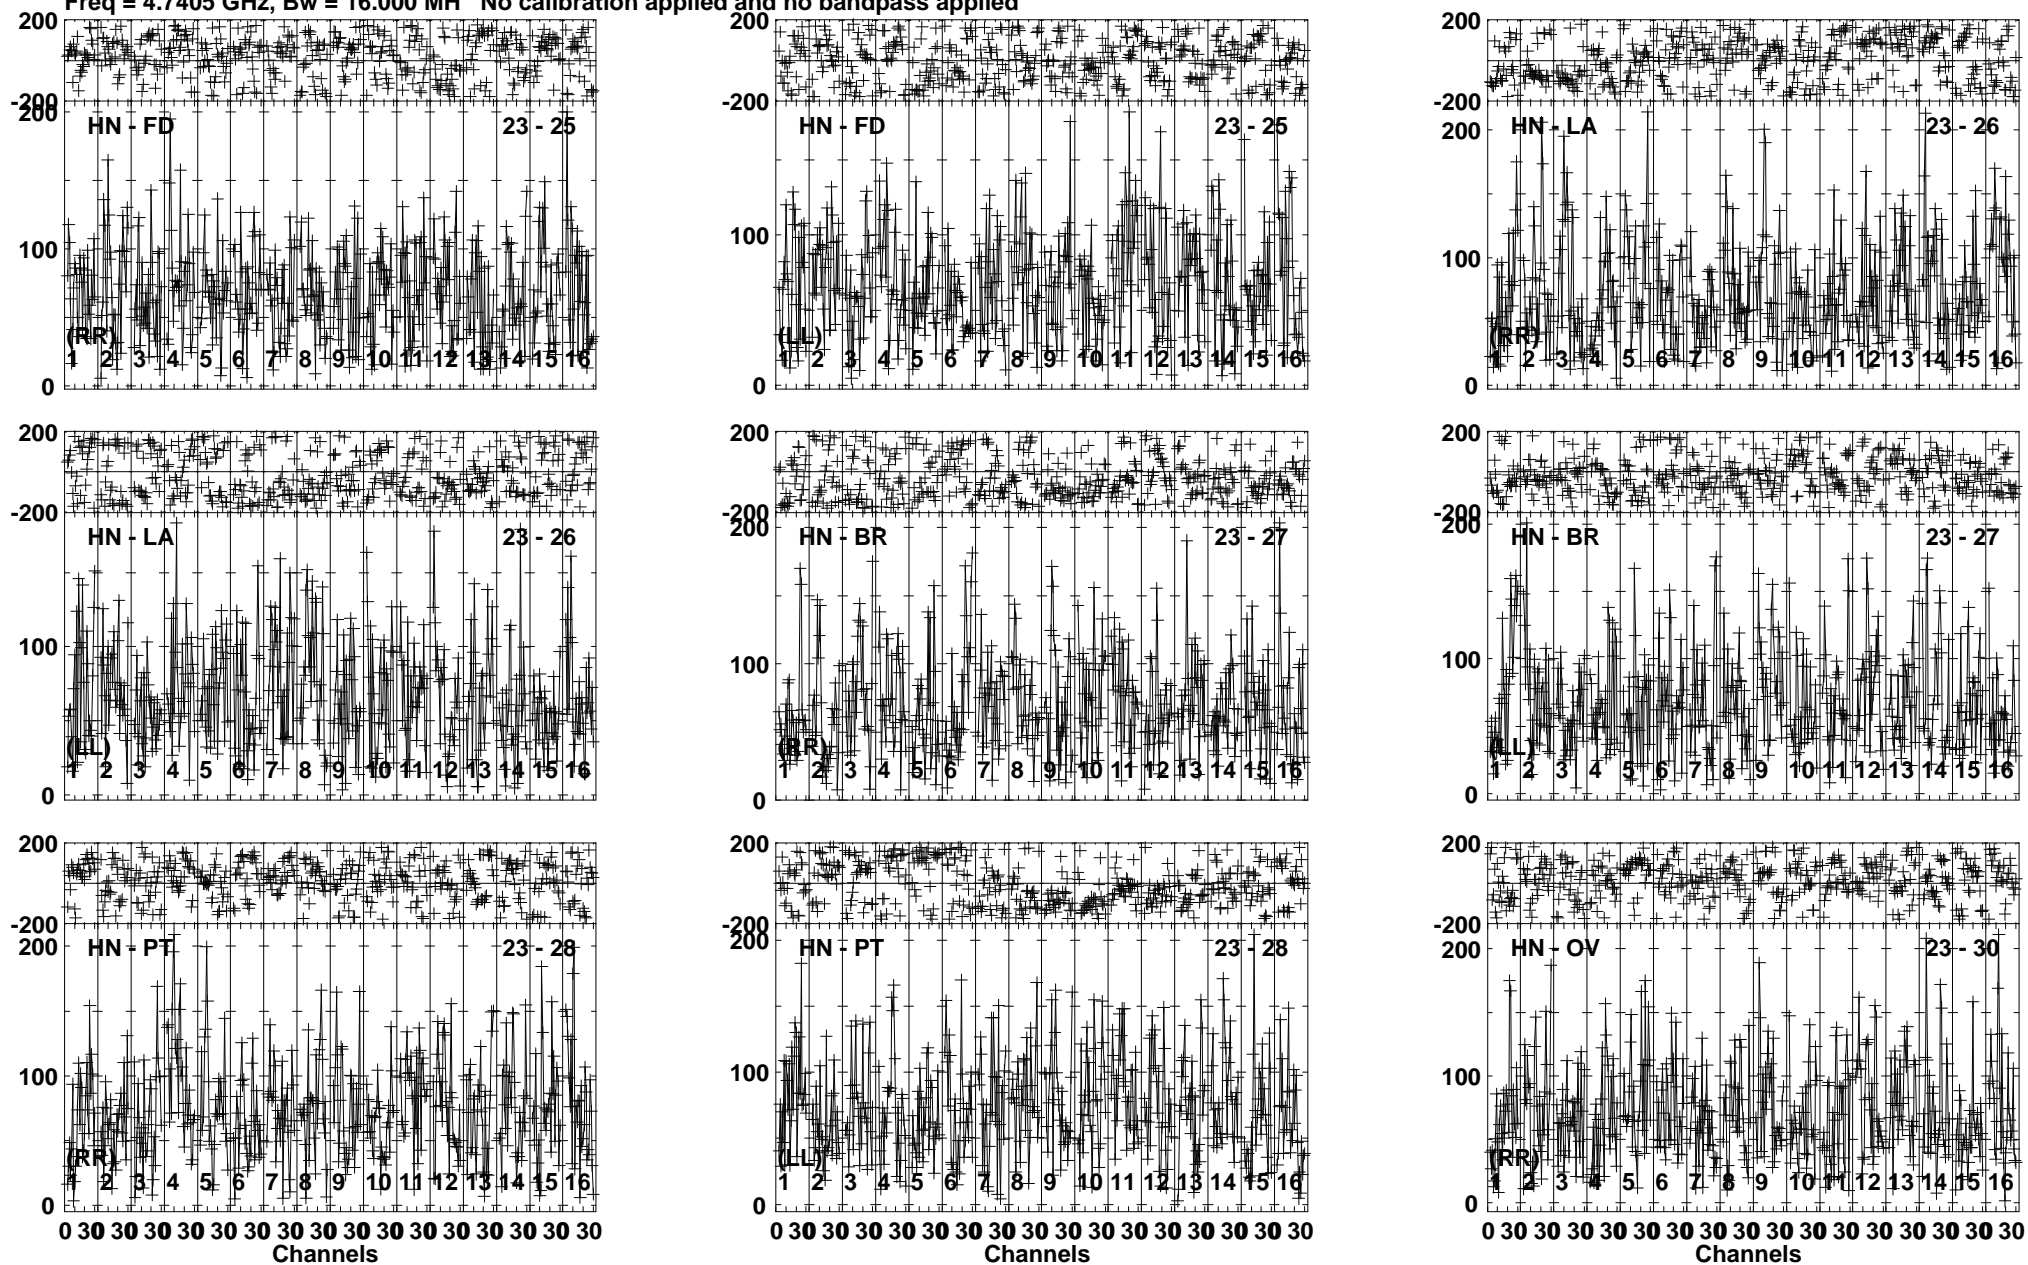 Freq = 4.7405 GHz, Bw = 16.000 MH No calibration applied and no bandpass applied
200 200 200
-200 -200 -200
200 HN - FD 23 - 25 HN - FD 23 - 25 200 HN - LA 23 - 26
100 100 100
(RR) (LL) (RR)
1 2 3 4 5 6 7 8 9 10 11 12 13 14 15 16 1 2 3 4 5 6 7 8 9 10 11 12 13 14 15 16 1 2 3 4 5 6 7 8 9 10 11 12 13 14 15 16
0 0 0
200 200 200
-200 -200 -200
HN - LA 23 - 26 200 HN - BR 23 - 27 200 HN - BR 23 - 27
100 100 100
(LL) (RR) (LL)
1 2 3 4 5 6 7 8 9 10 11 12 13 14 15 16 1 2 3 4 5 6 7 8 9 10 11 12 13 14 15 16 1 2 3 4 5 6 7 8 9 10 11 12 13 14 15 16
0 0 0
200 200 200
-200 -200 -200
200 HN - PT 23 - 28 200 HN - PT 23 - 28 200 HN - OV 23 - 30
100 100 100
(RR) (LL) (RR)
1 2 3 4 5 6 7 8 9 10 11 12 13 14 15 16 1 2 3 4 5 6 7 8 9 10 11 12 13 14 15 16 1 2 3 4 5 6 7 8 9 10 11 12 13 14 15 16
0 0 0
0 30 30 30 30 30 30 30 30 30 30 30 30 30 30 30 30 0 30 30 30 30 30 30 30 30 30 30 30 30 30 30 30 30 0 30 30 30 30 30 30 30 30 30 30 30 30 30 30 30 30
Channels Channels Channels